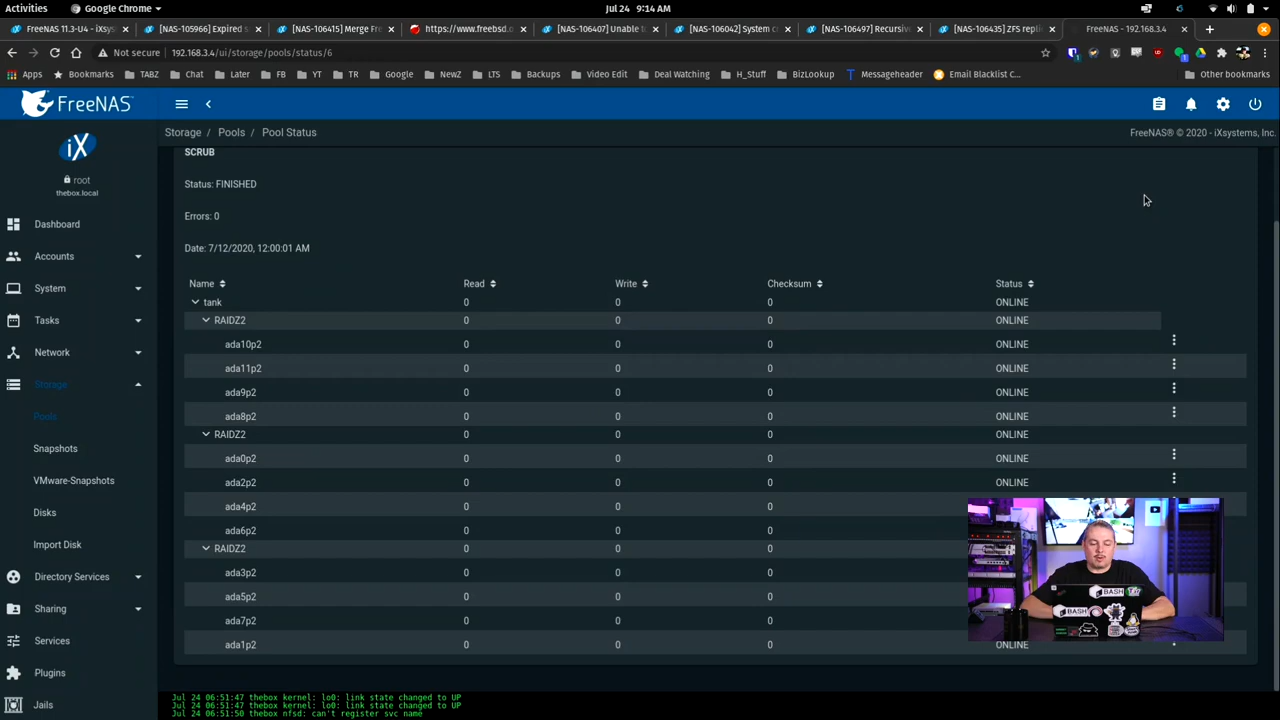 Activities
Google Chrome
Jul 24 9:14 AM
FreeNAS 11.3-U4 - iXsys
[NAS-105966] Expired s
[NAS-106415] Merge Fre
https://www.freebsd.o
[NAS-106407] Unable t
[NAS-106042] System c
[NAS-106497] Recursiv
[NAS-106435] ZFS repli
FreeNAS - 192.168.3.4
Not secure 192.168.3.4/ui/storage/pools/status/6
Apps
Bookmarks
TABZ
Chat
Later
FB
YT
TR
Google
NewZ
LTS
Backups
Video Edit
Deal Watching
H_Stuff
BizLookup
Messageheader
Email Blacklist C...
Other bookmarks
FreeNAS
Storage / Pools / Pool Status
FreeNAS® © 2020 - iXsystems, Inc.
iX
root
thebox.local
Dashboard
Accounts
System
Tasks
Network
Storage
Pools
Snapshots
VMware-Snapshots
Disks
Import Disk
Directory Services
Sharing
Services
Plugins
Jails
SCRUB
Status: FINISHED
Errors: 0
Date: 7/12/2020, 12:00:01 AM
Name Read Write Checksum Status
tank 0 0 0 ONLINE
RAIDZ2 0 0 0 ONLINE
ada10p2 0 0 0 ONLINE
ada11p2 0 0 0 ONLINE
ada9p2 0 0 0 ONLINE
ada8p2 0 0 0 ONLINE
RAIDZ2 0 0 0 ONLINE
ada0p2 0 0 0 ONLINE
ada2p2 0 0 0 ONLINE
ada4p2 0 0 0
ada6p2 0 0 0
RAIDZ2 0 0 0
ada3p2 0 0 0
ada5p2 0 0 0
ada7p2 0 0 0
ada1p2 0 0 0 ONLINE
BASH
BASH
Jul 24 06:51:47 thebox kernel: lo0: link state changed to UP
Jul 24 06:51:47 thebox kernel: lo0: link state changed to UP
Jul 24 06:51:50 thebox nfsd: can't register svc name